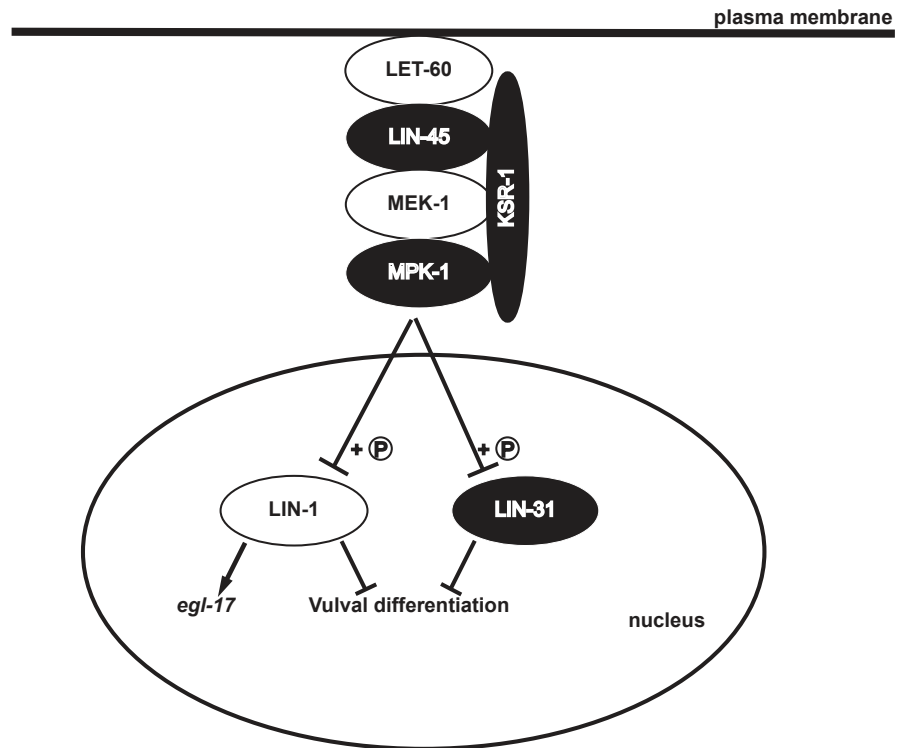 plasma membrane
LET-60
LIN-45
MEK-1
KSR-1
MPK-1
+ P
+ P
LIN-1
LIN-31
egl-17
Vulval differentiation
nucleus